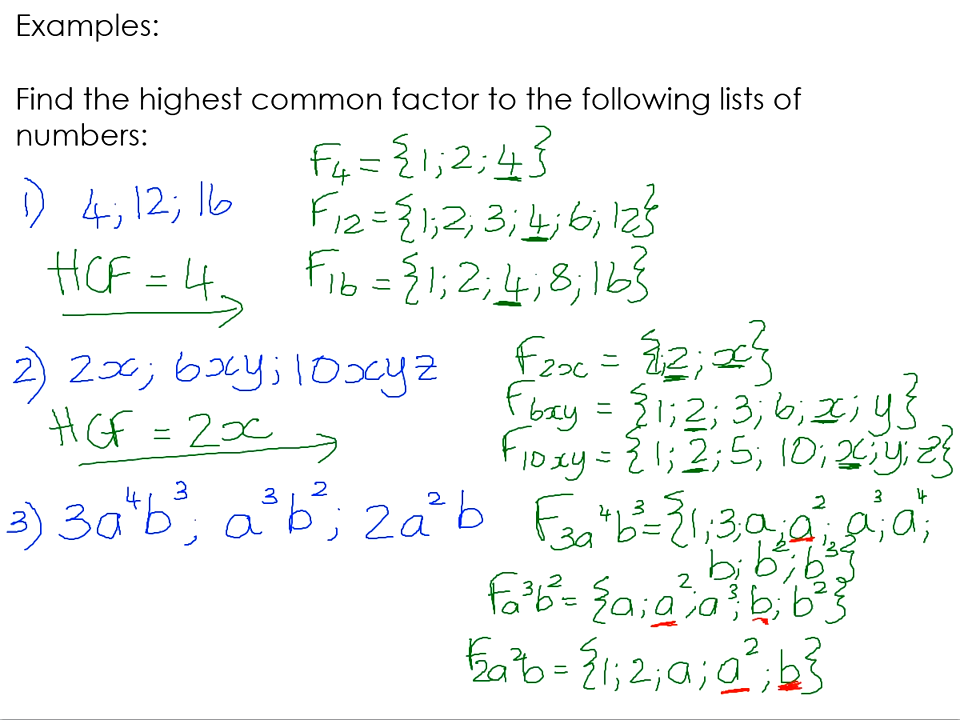 Examples:
Find the highest common factor to the following lists of
numbers:
F₄ = {1; 2; 4}
1) 4; 12; 16
F₁₂ = {1; 2; 3; 4; 6; 12}
HCF = 4
F₁₆ = {1; 2; 4; 8; 16}
2) 2x; 6xy; 10xyz
F₂ₓ = {1; 2; x}
HCF = 2x
F6xy = {1; 2; 3; 6; x; y}
F10xy = {1; 2; 5; 10; x; y; z}
3) 3a⁴b³; a³b²; 2a²b
F3a⁴b³ = {1; 3; a; a²; a³; a⁴;
b; b²; b³}
Fa³b² = {a; a²; a³; b; b²}
F2a²b = {1; 2; a; a²; b}